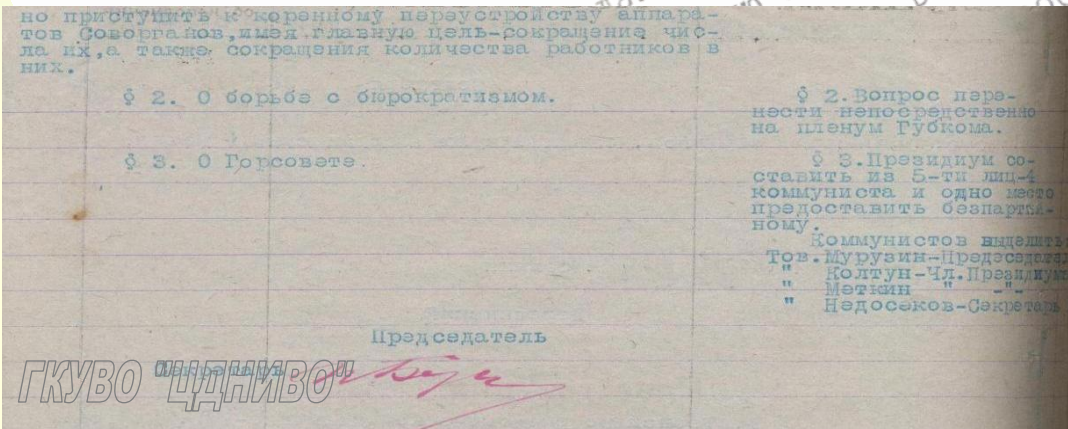 но приступить к коренному переустройству аппара-
тов Соворганов,имея главную цель-сокращение чис-
ла их,а также сокращения количества работников в
них.
§ 2. О борьбе с бюрократизмом.
§ 2.Вопрос пере-
нести непосредственно
на пленум Губкома.
§ 3. О Горсовете.
§ 3.Президиум со-
ставить из 5-ти лиц-4
коммуниста и одно место
предоставить безпартий-
ному.
Коммунистов выделить
Тов.Мурузин-Председател
" Колтун-Чл.Президиум
" Меткин " -"-
" Недосеков-Секретарь
Председатель
Секретарь
ГКУВО "ЦДНИВО"